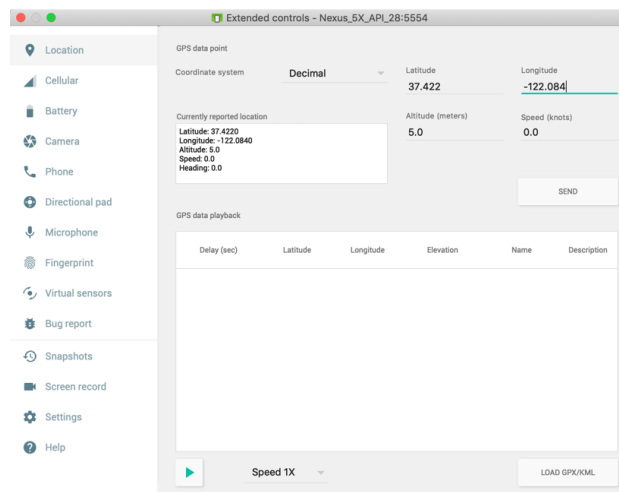 Extended controls - Nexus_5X_API_28:5554
Location
Cellular
Battery
Camera
Phone
Directional pad
Microphone
Fingerprint
Virtual sensors
Bug report
Snapshots
Screen record
Settings
Help
GPS data point
Coordinate system
Decimal
Latitude
37.422
Longitude
-122.084
Currently reported location
Latitude: 37.4220
Longitude: -122.0840
Altitude: 5.0
Speed: 0.0
Heading: 0.0
Altitude (meters)
5.0
Speed (knots)
0.0
SEND
GPS data playback
Delay (sec) Latitude Longitude Elevation Name Description
Speed 1X
LOAD GPX/KML